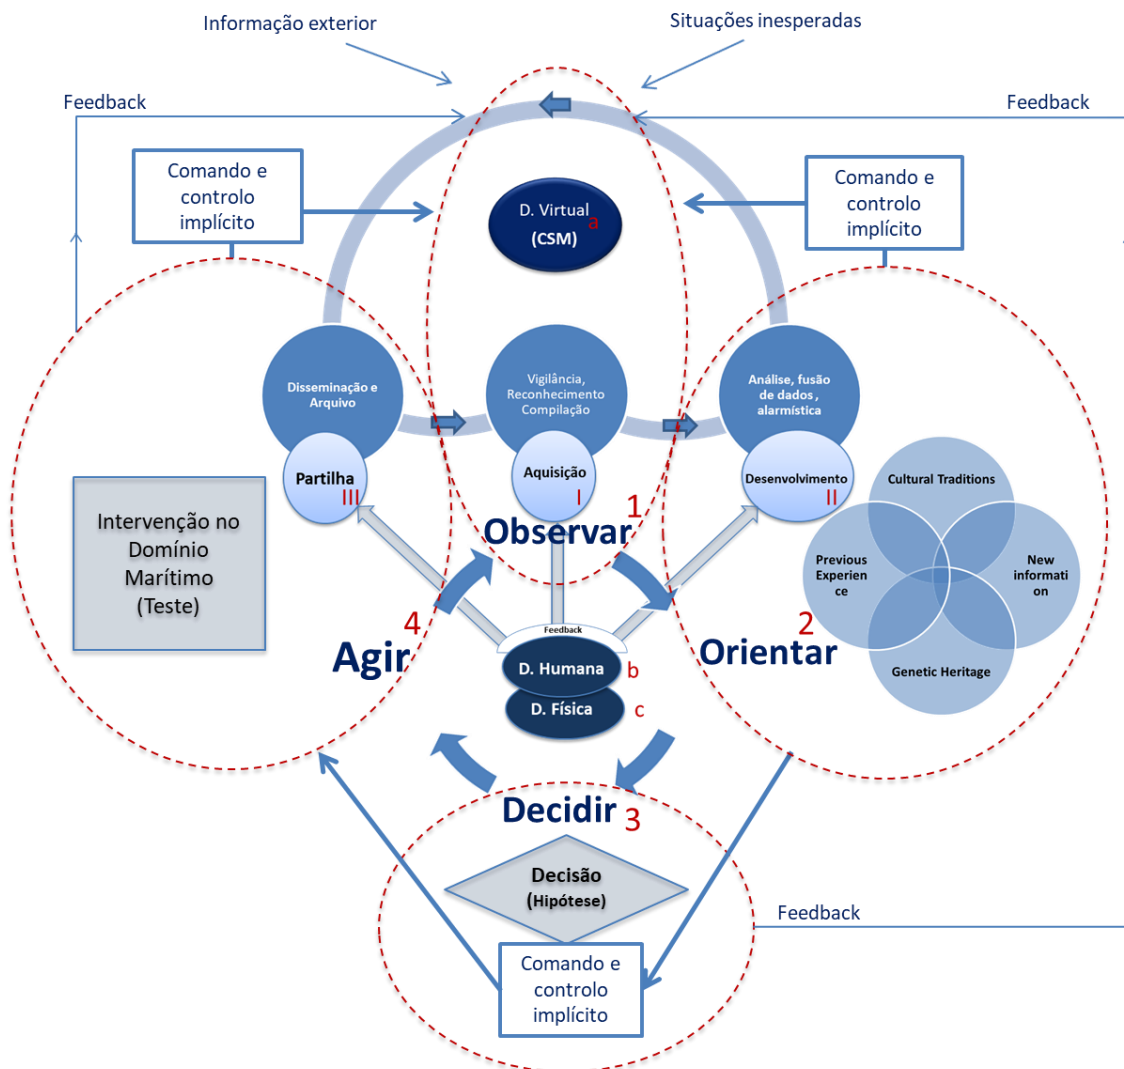 Informação exterior
Situações inesperadas
Feedback
Feedback
Comando e
controlo
implícito
Comando e
controlo
implícito
D. Virtual
a
(CSM)
Disseminação e
Arquivo
Vigilância,
Reconhecimento
Compilação
Análise, fusão
de dados ,
alarmística
Partilha
III
Aquisição
I
Desenvolvimento
II
Observar
1
Intervenção no
Domínio
Marítimo
(Teste)
Cultural Traditions
Previous
Experien
ce
New
informati
on
Genetic Heritage
Agir
4
Orientar
2
Feedback
D. Humana
b
D. Física
c
Decidir
3
Decisão
(Hipótese)
Feedback
Comando e
controlo
implícito